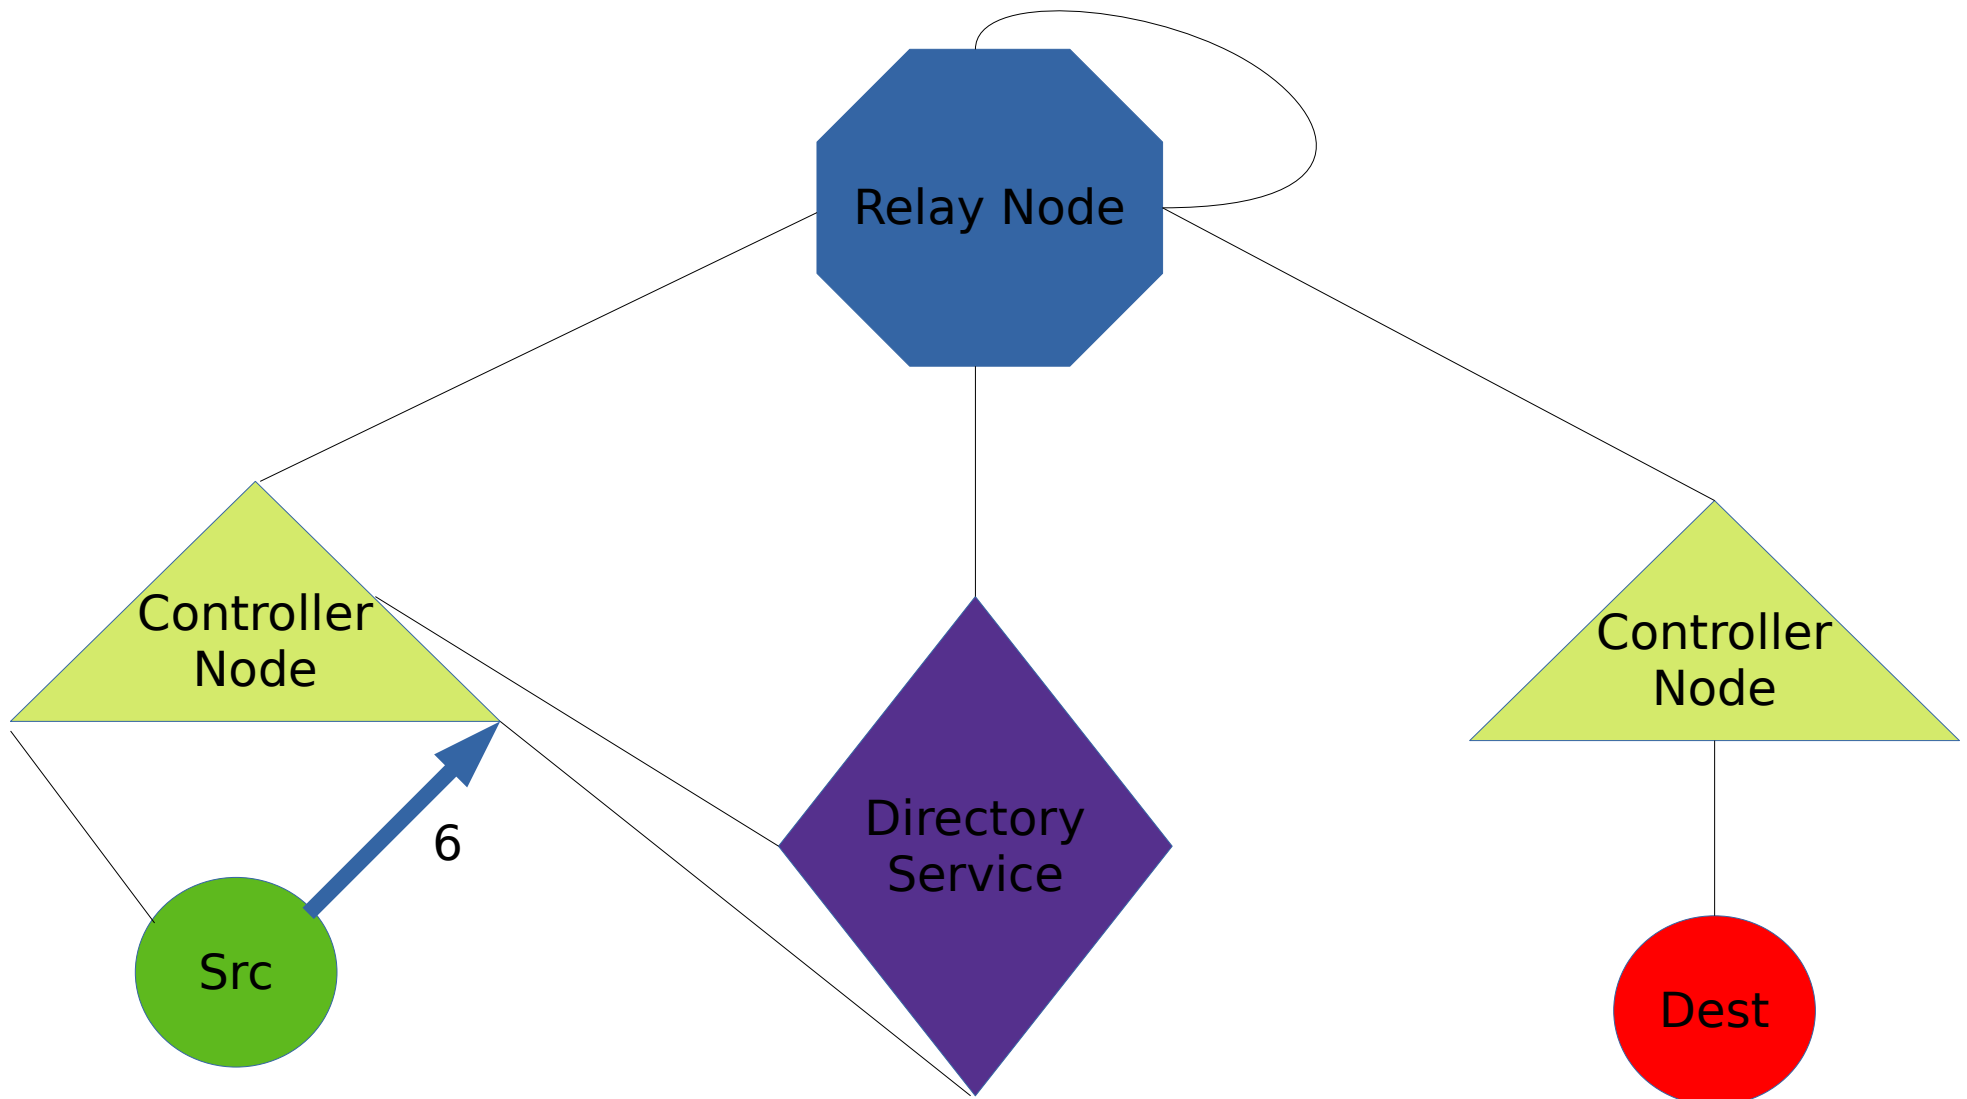 Relay Node
Controller
Node
Controller
Node
Directory
Service
6
Src
Dest